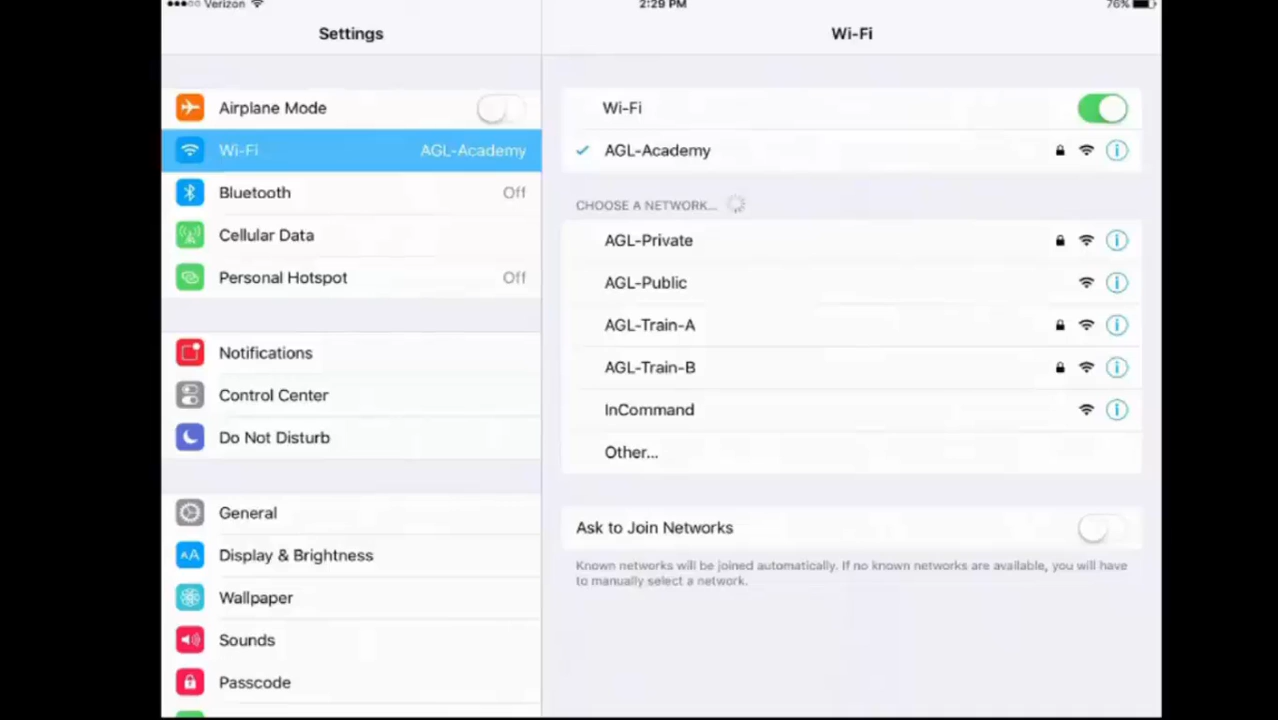 Verizon 2:29 PM 76%
Settings
Airplane Mode
Wi-Fi AGL-Academy
Bluetooth Off
Cellular Data
Personal Hotspot Off
Notifications
Control Center
Do Not Disturb
General
AA Display & Brightness
Wallpaper
Sounds
Passcode
Wi-Fi
Wi-Fi
AGL-Academy
CHOOSE A NETWORK...
AGL-Private
AGL-Public
AGL-Train-A
AGL-Train-B
InCommand
Other...
Ask to Join Networks
Known networks will be joined automatically. If no known networks are available, you will have
to manually select a network.